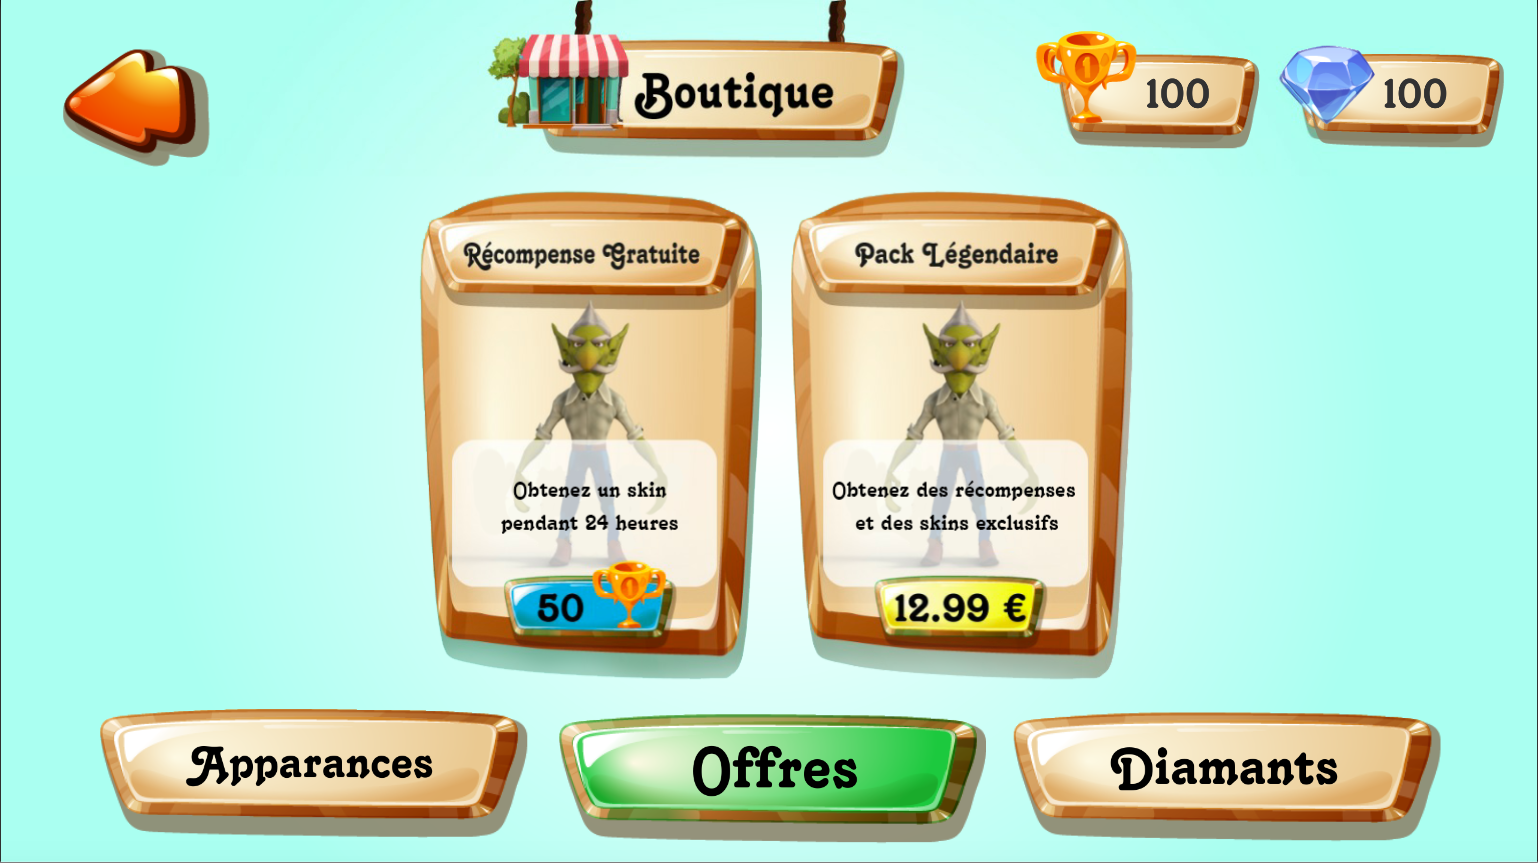 Boutique
100
100
Récompense Gratuite
Obtenez un skin
pendant 24 heures
50
Pack Légendaire
Obtenez des récompenses
et des skins exclusifs
12.99 €
Apparances
Offres
Diamants